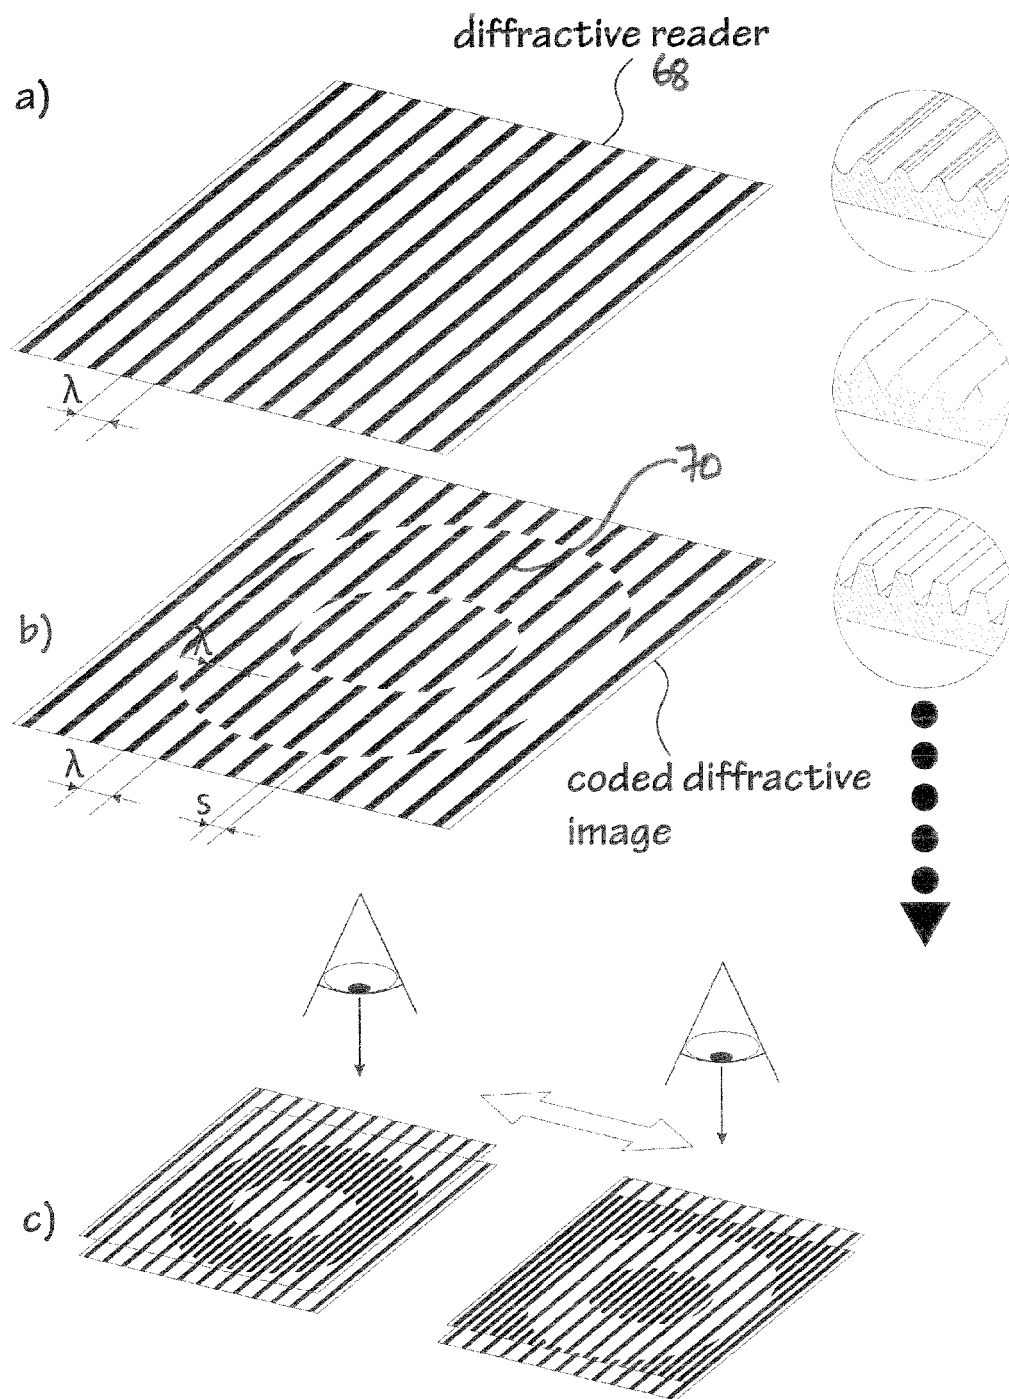 diffractive reader
68
a)
λ
70
b)
λ
λ
s
coded diffractive
image
c)